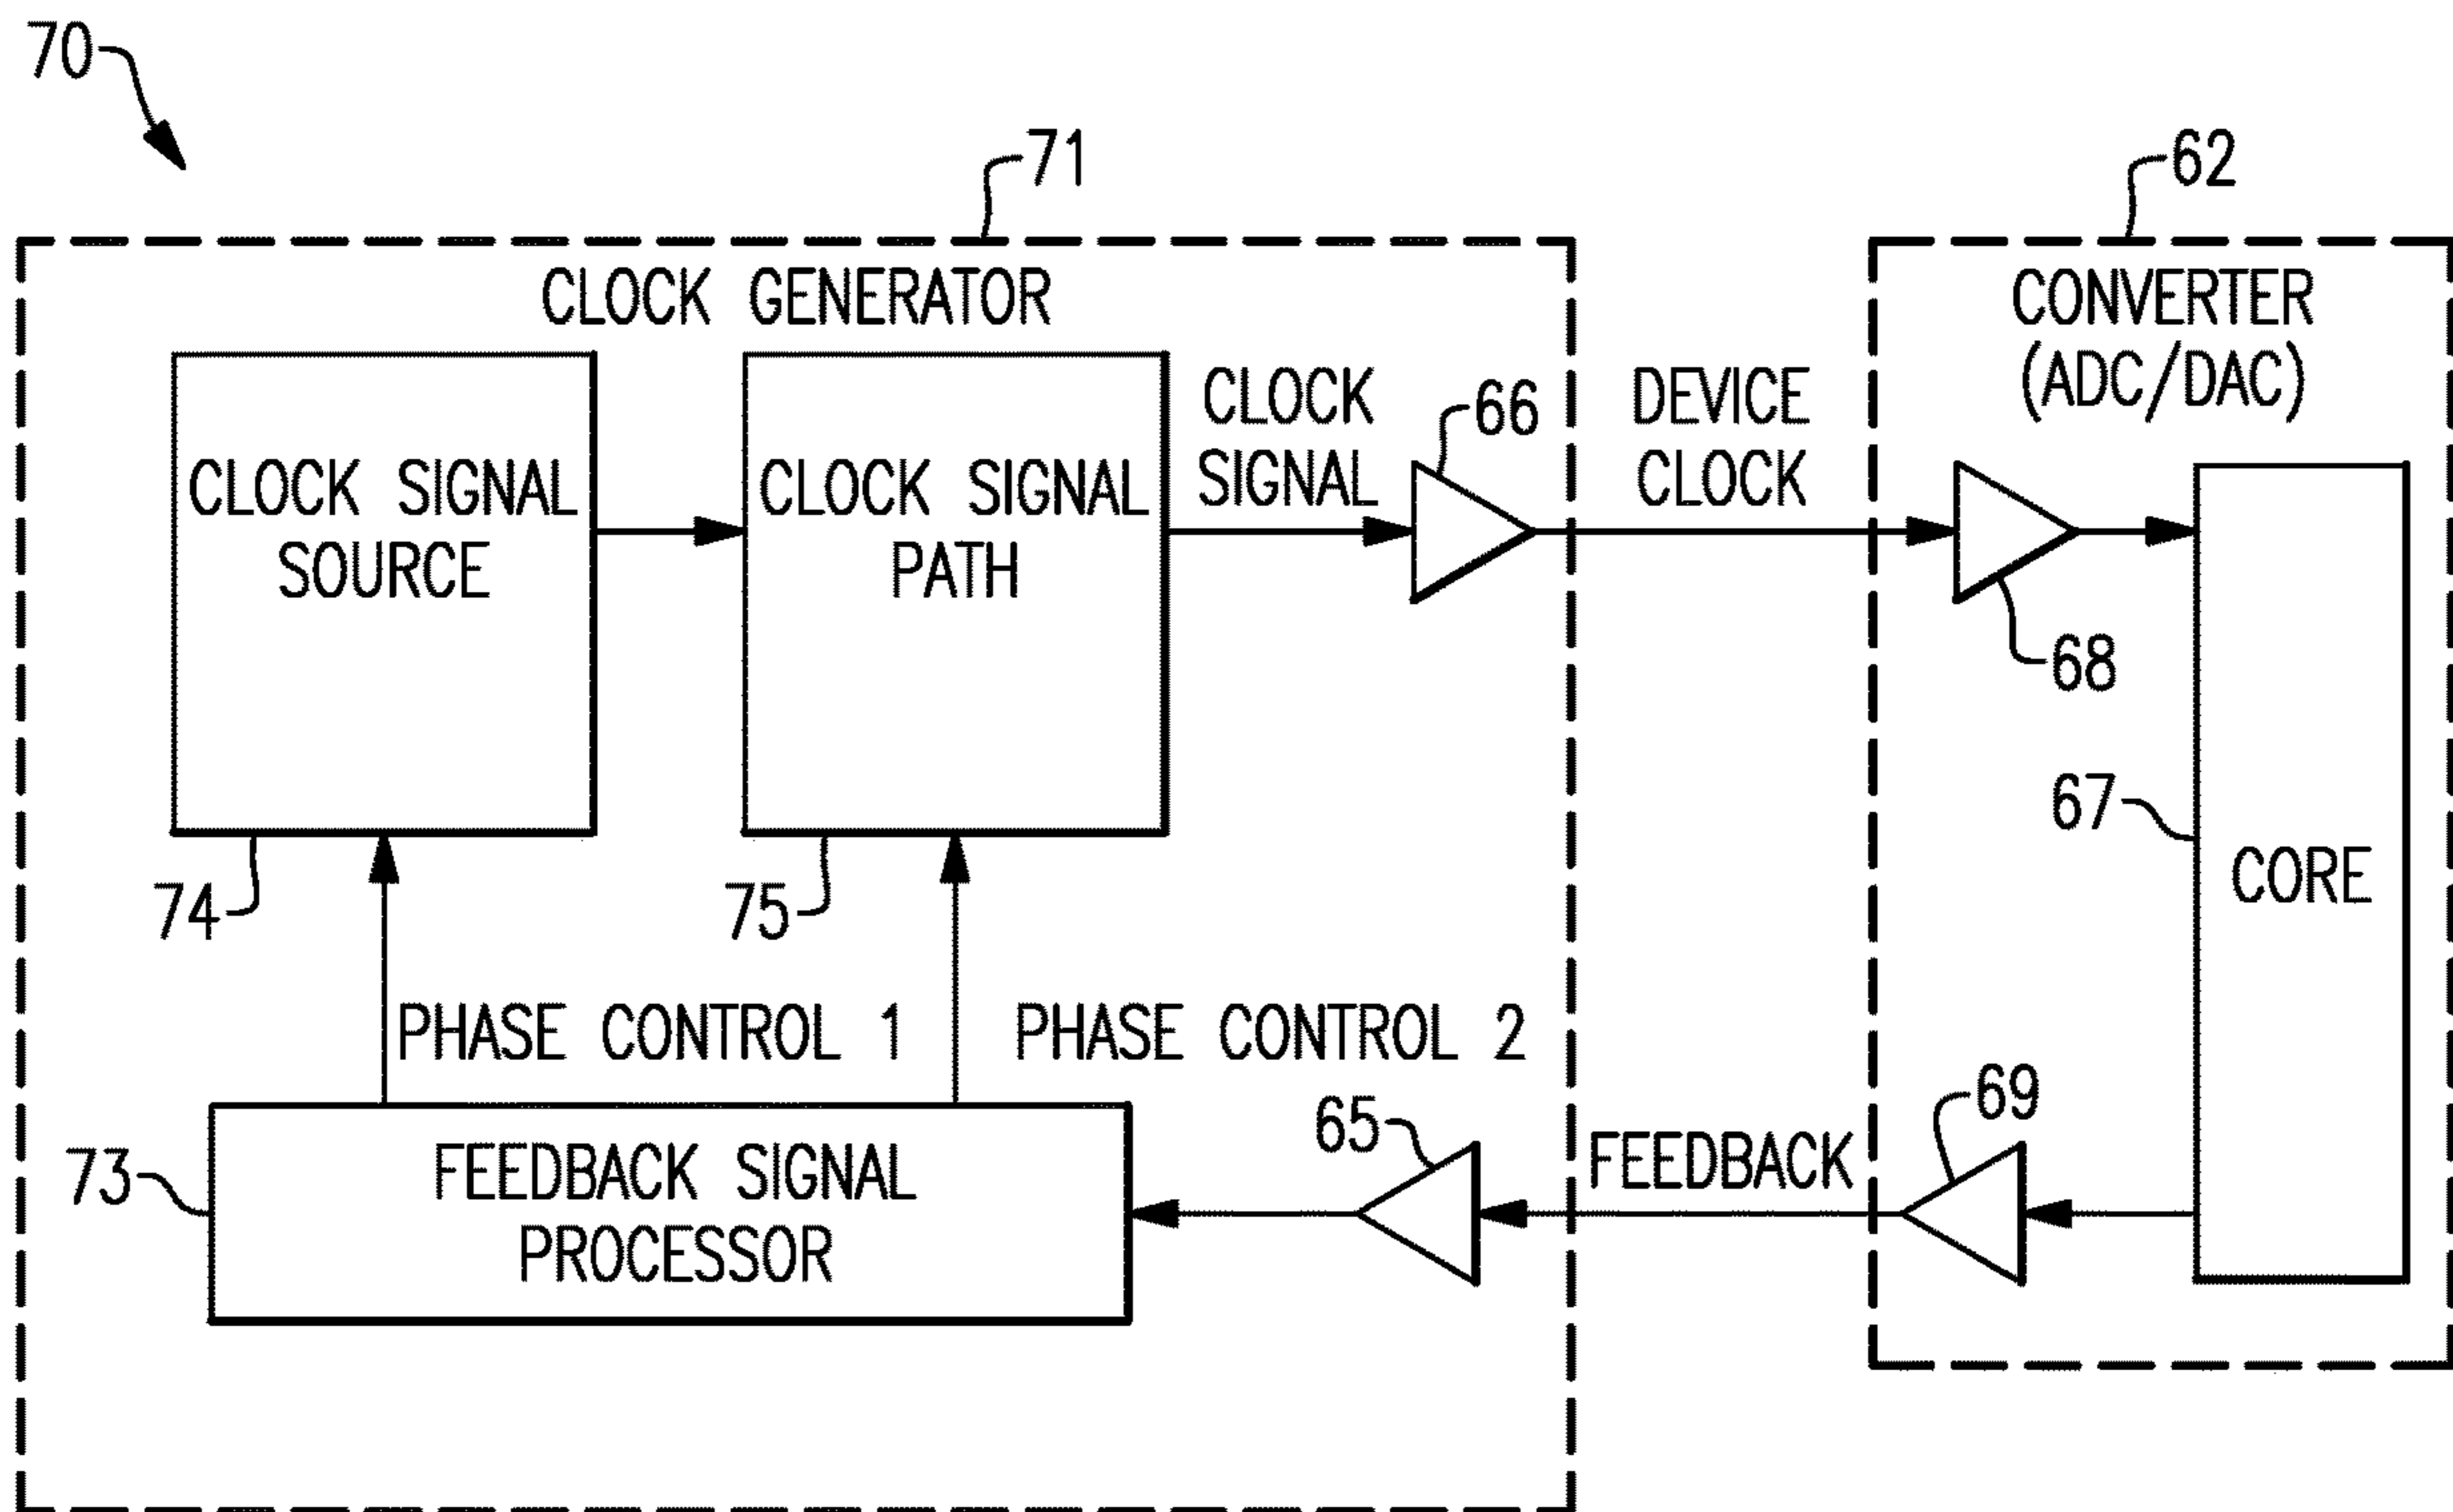 70
71
62
CLOCK GENERATOR
CONVERTER
(ADC/DAC)
CLOCK SIGNAL
SOURCE
CLOCK SIGNAL
PATH
CLOCK
SIGNAL
66
DEVICE
CLOCK
68
67
CORE
74
75
PHASE CONTROL 1
PHASE CONTROL 2
73
FEEDBACK SIGNAL
PROCESSOR
65
FEEDBACK
69